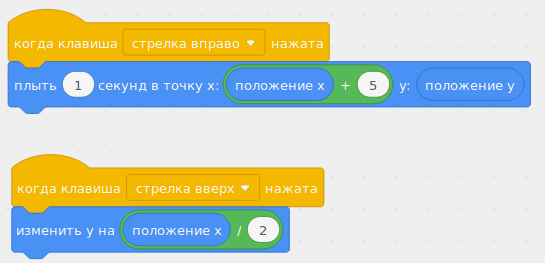 когда клавиша стрелка вправо нажата
плыть 1 секунд в точку x: положение x + 5 y: положение y
когда клавиша стрелка вверх нажата
изменить y на положение x / 2